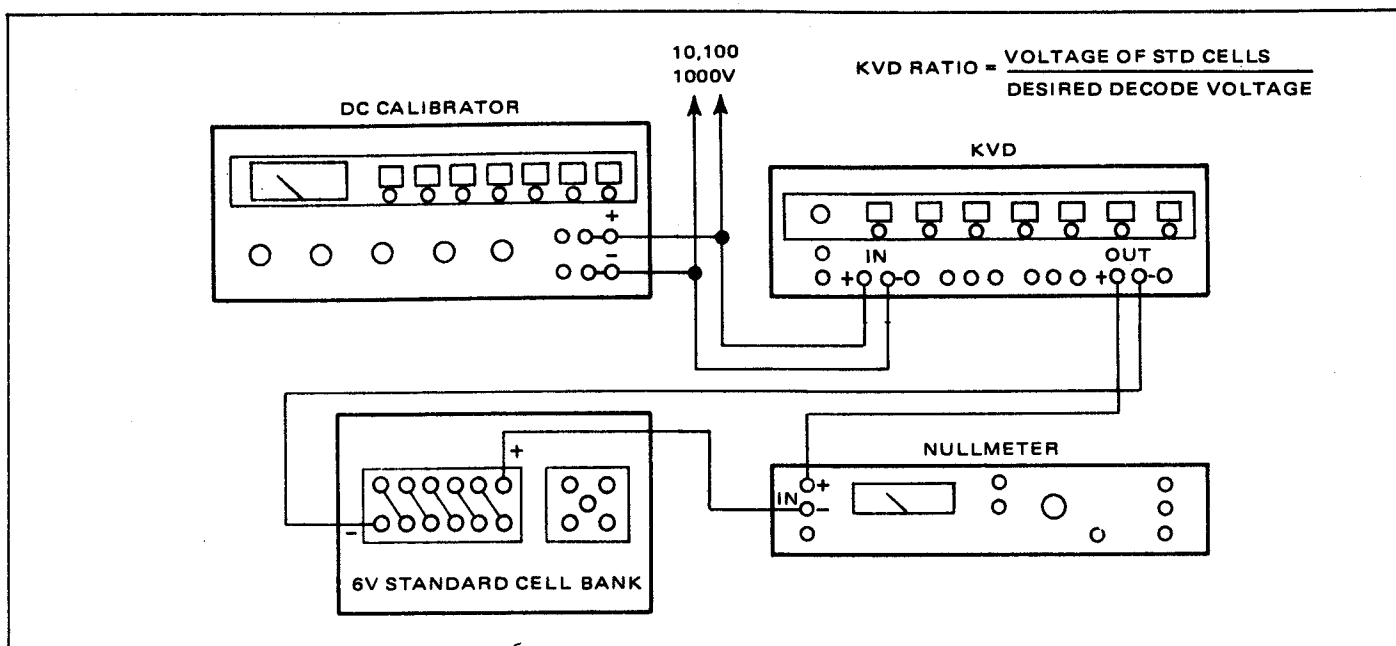 10,100
1000V
KVD RATIO = VOLTAGE OF STD CELLS
DESIRED DECODE VOLTAGE
DC CALIBRATOR
+
-
KVD
IN
+ -
OUT
+ -
6V STANDARD CELL BANK
+
-
NULLMETER
IN
+
-